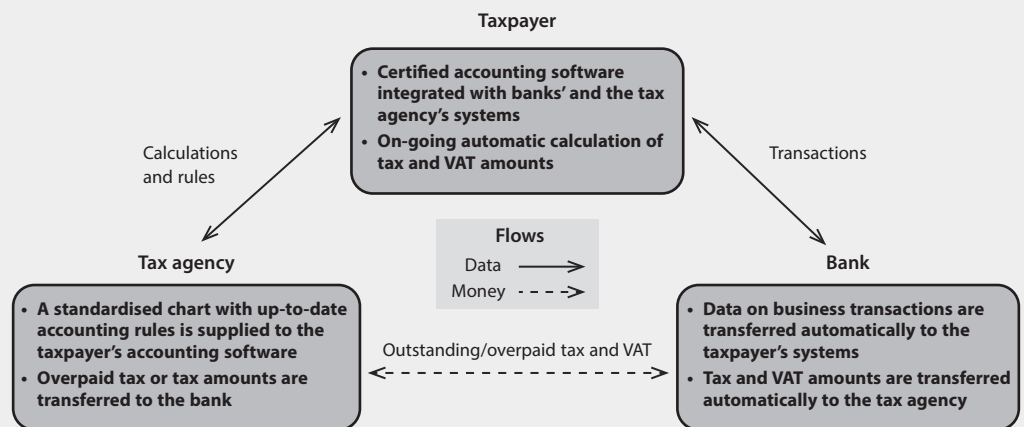 Taxpayer
• Certified accounting software
integrated with banks' and the tax
agency's systems
• On-going automatic calculation of
tax and VAT amounts
Calculations
and rules
Transactions
Flows
Data
Money
Tax agency
• A standardised chart with up-to-date
accounting rules is supplied to the
taxpayer's accounting software
• Overpaid tax or tax amounts are
transferred to the bank
Outstanding/overpaid tax and VAT
Bank
• Data on business transactions are
transferred automatically to the
taxpayer's systems
• Tax and VAT amounts are transferred
automatically to the tax agency